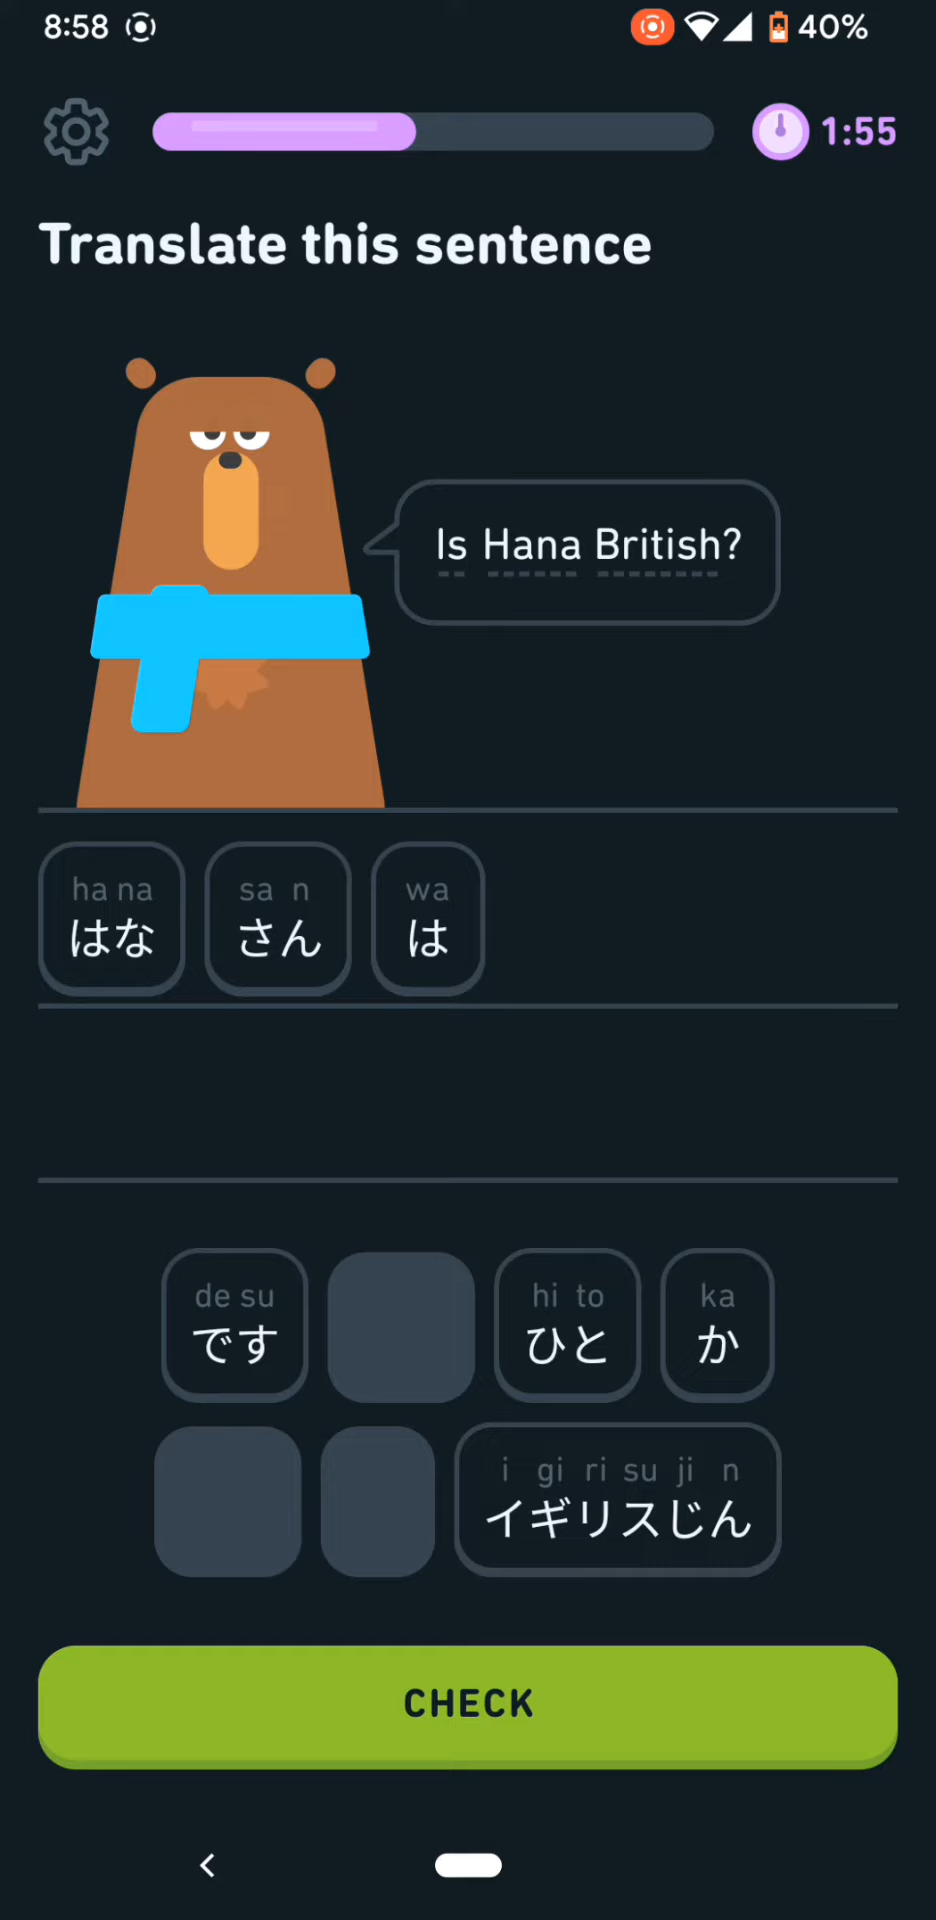 8:58 40%
1:55
Translate this sentence
Is Hana British?
ha na sa n wa
はな さん は
de su hi to ka
です ひと か
i gi ri su ji n
イギリスじん
CHECK